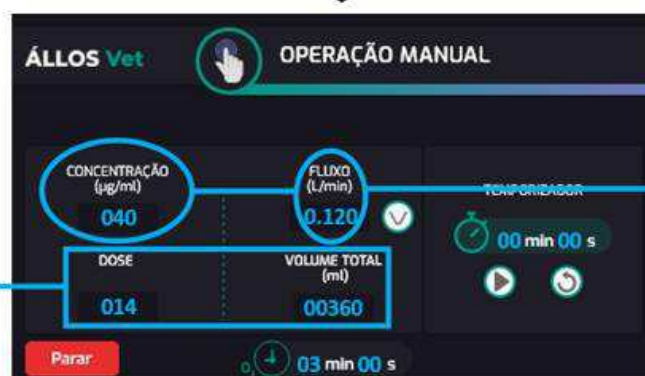 ÁLLOS Vet
OPERAÇÃO MANUAL
CONCENTRAÇÃO
(µg/ml)
040
FLUXO
(L/min)
0.120
DOSE
014
VOLUME TOTAL
(ml)
00360
TEMPORIZADOR
00 min 00 s
Parar
03 min 00 s